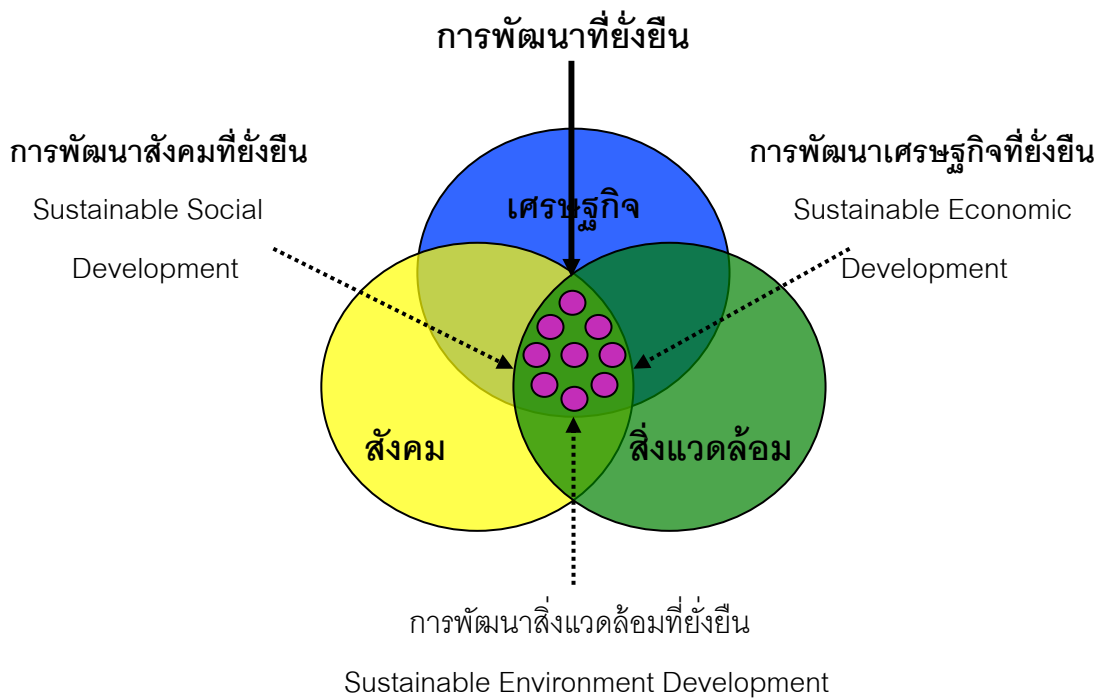 การพัฒนาที่ยั่งยืน
การพัฒนาสังคมที่ยั่งยืน
Sustainable Social
Development
การพัฒนาเศรษฐกิจที่ยั่งยืน
Sustainable Economic
Development
เศรษฐกิจ
สังคม
สิ่งแวดล้อม
การพัฒนาสิ่งแวดล้อมที่ยั่งยืน
Sustainable Environment Development